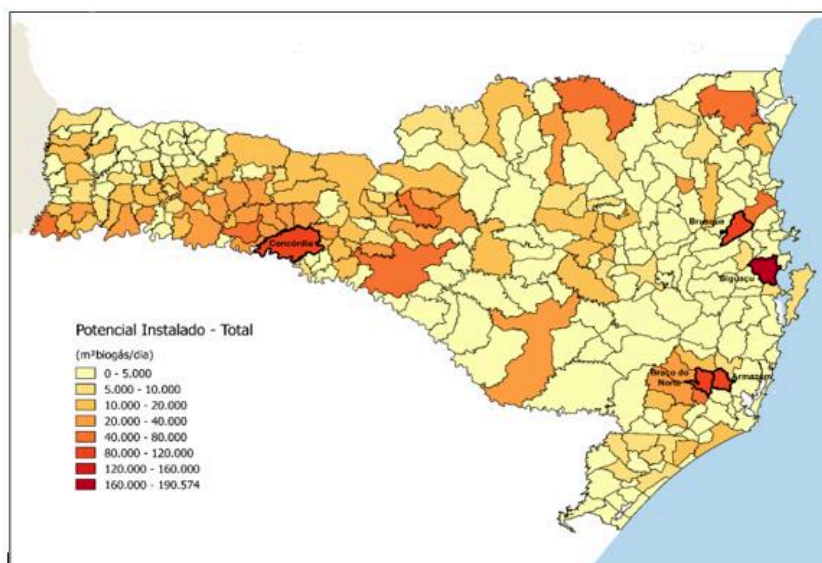 Brusque
Concórdia
Biguaçu
Braço do
Norte
Armazém
Potencial Instalado - Total
(m³biogás/dia)
0 - 5.000
5.000 - 10.000
10.000 - 20.000
20.000 - 40.000
40.000 - 80.000
80.000 - 120.000
120.000 - 160.000
160.000 - 190.574